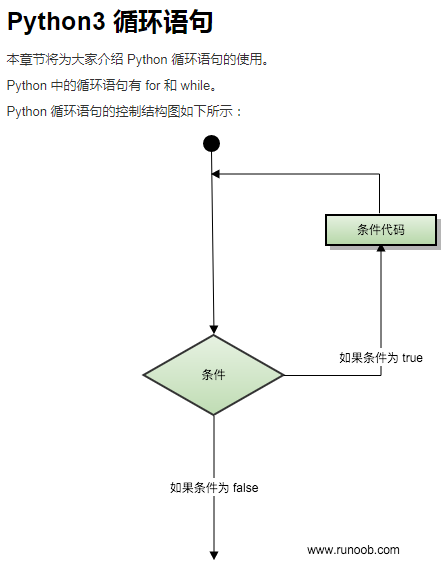 Python3 循环语句
本章节将为大家介绍 Python 循环语句的使用。
Python 中的循环语句有 for 和 while。
Python 循环语句的控制结构图如下所示：
条件代码
如果条件为 true
条件
如果条件为 false
www.runoob.com